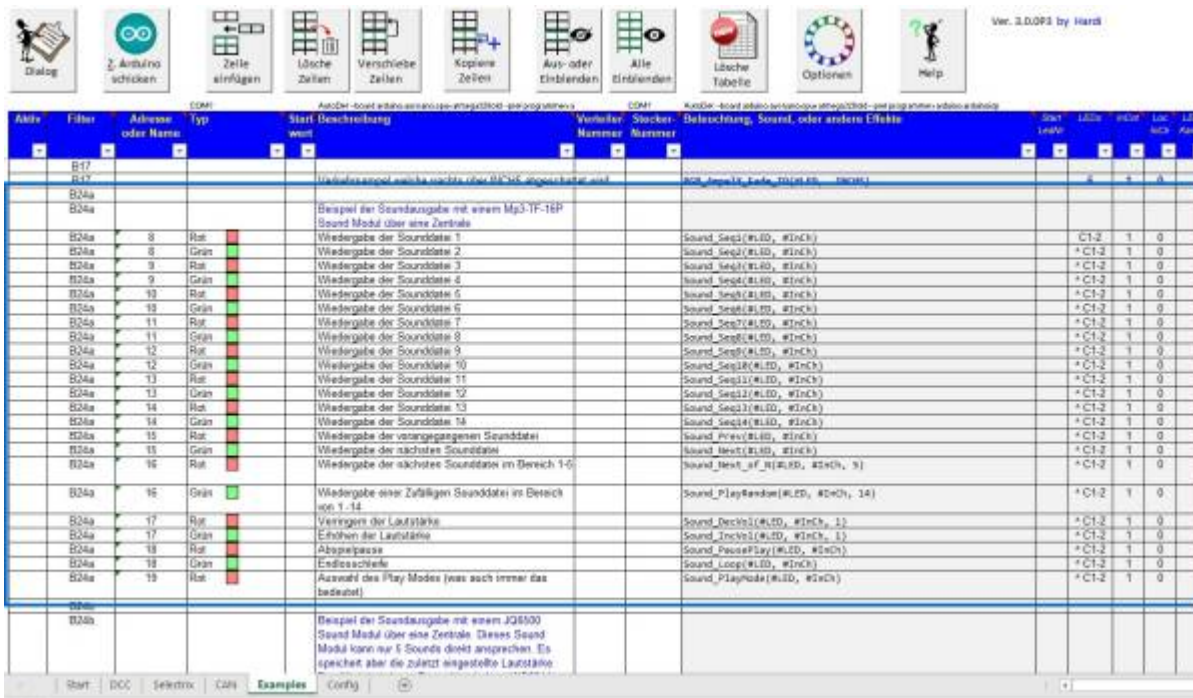 Ver. 3.0.0P3 by Hardi
Dialog
Z. Arduino schicken
Zeile einfügen
Lösche Zeilen
Verschiebe Zeilen
Kopiere Zeilen
Aus- oder Einblenden
Alle Einblenden
Lösche Tabelle
Optionen
Help
COM?
COM?
Aktiv Filter Adresse oder Name Typ Start wert Beschreibung Verteiler Nummer Stecker-Nummer Beleuchtung, Sound, oder andere Effekte Start LEDs InCnt Loc InCh
B17
B17
B24a
B24a Beispiel der Soundausgabe mit einem Mp3-TF-16P
Sound Modul über eine Zentrale
B24a 8 Rot Wiedergabe der Sounddatei 1 Sound_Seq1(#LED, #InCh) C1-2 1 0
B24a 8 Grün Wiedergabe der Sounddatei 2 Sound_Seq2(#LED, #InCh) ^ C1-2 1 0
B24a 9 Rot Wiedergabe der Sounddatei 3 Sound_Seq3(#LED, #InCh) ^ C1-2 1 0
B24a 9 Grün Wiedergabe der Sounddatei 4 Sound_Seq4(#LED, #InCh) ^ C1-2 1 0
B24a 10 Rot Wiedergabe der Sounddatei 5 Sound_Seq5(#LED, #InCh) ^ C1-2 1 0
B24a 10 Grün Wiedergabe der Sounddatei 6 Sound_Seq6(#LED, #InCh) ^ C1-2 1 0
B24a 11 Rot Wiedergabe der Sounddatei 7 Sound_Seq7(#LED, #InCh) ^ C1-2 1 0
B24a 11 Grün Wiedergabe der Sounddatei 8 Sound_Seq8(#LED, #InCh) ^ C1-2 1 0
B24a 12 Rot Wiedergabe der Sounddatei 9 Sound_Seq9(#LED, #InCh) ^ C1-2 1 0
B24a 12 Grün Wiedergabe der Sounddatei 10 Sound_Seq10(#LED, #InCh) ^ C1-2 1 0
B24a 13 Rot Wiedergabe der Sounddatei 11 Sound_Seq11(#LED, #InCh) ^ C1-2 1 0
B24a 13 Grün Wiedergabe der Sounddatei 12 Sound_Seq12(#LED, #InCh) ^ C1-2 1 0
B24a 14 Rot Wiedergabe der Sounddatei 13 Sound_Seq13(#LED, #InCh) ^ C1-2 1 0
B24a 14 Grün Wiedergabe der Sounddatei 14 Sound_Seq14(#LED, #InCh) ^ C1-2 1 0
B24a 15 Rot Wiedergabe der vorangegangenen Sounddatei Sound_Prev(#LED, #InCh) ^ C1-2 1 0
B24a 15 Grün Wiedergabe der nächsten Sounddatei Sound_Next(#LED, #InCh) ^ C1-2 1 0
B24a 16 Rot Wiedergabe der nächsten Sounddatei im Bereich 1-5 Sound_Next_of_N(#LED, #InCh, 5) ^ C1-2 1 0
B24a 16 Grün Wiedergabe einer Zufälligen Sounddatei im Bereich Sound_PlayRandom(#LED, #InCh, 14) ^ C1-2 1 0
von 1-14
B24a 17 Rot Verringern der Lautstärke Sound_DecVol(#LED, #InCh, 1) ^ C1-2 1 0
B24a 17 Grün Erhöhen der Lautstärke Sound_IncVol(#LED, #InCh, 1) ^ C1-2 1 0
B24a 18 Rot Abspielpause Sound_PausePlay(#LED, #InCh) ^ C1-2 1 0
B24a 18 Grün Endlosschleife Sound_Loop(#LED, #InCh) ^ C1-2 1 0
B24a 19 Rot Auswahl des Play Modes (was auch immer das Sound_PlayMode(#LED, #InCh) ^ C1-2 1 0
bedeutet)
B24b Beispiel der Soundausgabe mit einem JQ6500
Sound Modul über eine Zentrale. Dieses Sound
Modul kann nur 5 Sounds direkt ansprechen. Es
speichert aber die zuletzt eingestellte Lautstärke
Start DCC Selectrix CAN Examples Config